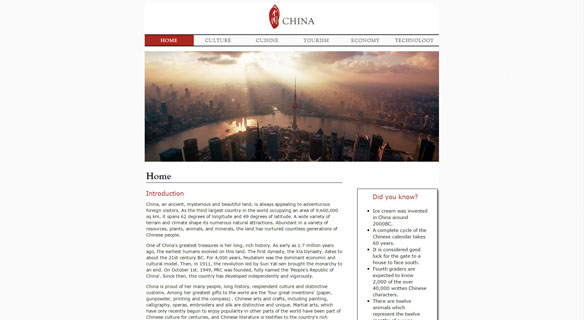 CHINA
HOME CULTURE CUISINE TOURISM ECONOMY TECHNOLOGY
Home
Introduction
China, an ancient, mysterious and beautiful land, is always appealing to adventurous
foreign visitors. As the third largest country in the world occupying an area of 9,600,000
sq km, it spans 62 degrees of longitude and 49 degrees of latitude. A wide variety of
terrain and climate shape its numerous natural attractions. Abundant in a variety of
resources, plants, animals, and minerals, the land has nurtured countless generations of
Chinese people.
One of China's greatest treasures is her long, rich history. As early as 1.7 million years
ago, the earliest humans evolved on this land. The first dynasty, the Xia Dynasty, dates to
about the 21st century BC. For 4,000 years, feudalism was the dominant economic and
cultural model. Then, in 1911, the revolution led by Sun Yat-sen brought the monarchy to
an end. On October 1st, 1949, PRC was founded, fully named the 'People's Republic of
China'. Since then, this country has developed independently and vigorously.
China is proud of her many people, long history, resplendent culture and distinctive
customs. Among her greatest gifts to the world are the 'four great inventions' (paper,
gunpowder, printing and the compass) . Chinese arts and crafts, including painting,
calligraphy, operas, embroidery and silk are distinctive and unique. Martial arts, which
have only recently begun to enjoy popularity in other parts of the world have been part of
Chinese culture for centuries, and Chinese literature is testifies to the country's rich
Did you know?
Ice cream was invented
in China around
2000BC.
A complete cycle of the
Chinese calendar takes
60 years.
It is considered good
luck for the gate to a
house to face south.
Fourth graders are
expected to know
2,000 of the over
40,000 written Chinese
characters.
There are twelve
animals which
represent the twelve